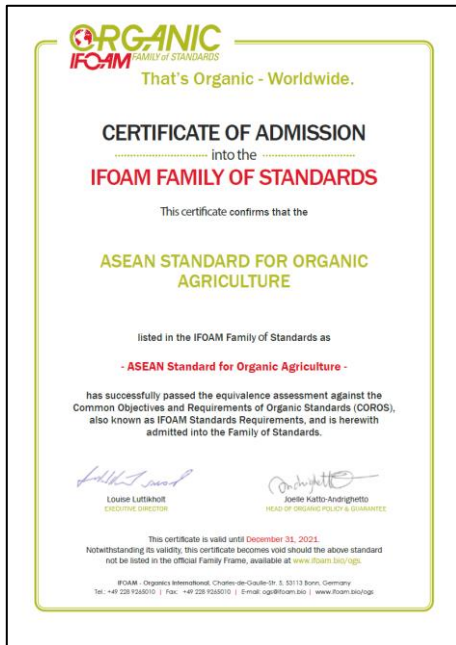 ORGANIC
IFOAM FAMILY of STANDARDS
That's Organic - Worldwide.
CERTIFICATE OF ADMISSION
into the
IFOAM FAMILY OF STANDARDS
This certificate confirms that the
ASEAN STANDARD FOR ORGANIC
AGRICULTURE
listed in the IFOAM Family of Standards as
- ASEAN Standard for Organic Agriculture -
has successfully passed the equivalence assessment against the
Common Objectives and Requirements of Organic Standards (COROS),
also known as IFOAM Standards Requirements, and is herewith
admitted into the Family of Standards.
Louise Luttikholt
EXECUTIVE DIRECTOR
Joelle Katto-Andrighetto
HEAD OF ORGANIC POLICY & GUARANTEE
This certificate is valid until December 31, 2021.
Notwithstanding its validity, this certificate becomes void should the above standard
not be listed in the official Family Frame, available at www.ifoam.bio/ogs
IFOAM - Organics International, Charles-de-Gaulle-Str. 5, 53113 Bonn, Germany
Tel.: +49 228 9265010 | Fax: +49 228 9265010 | E-mail: ogs@ifoam.bio | www.ifoam.bio/ogs